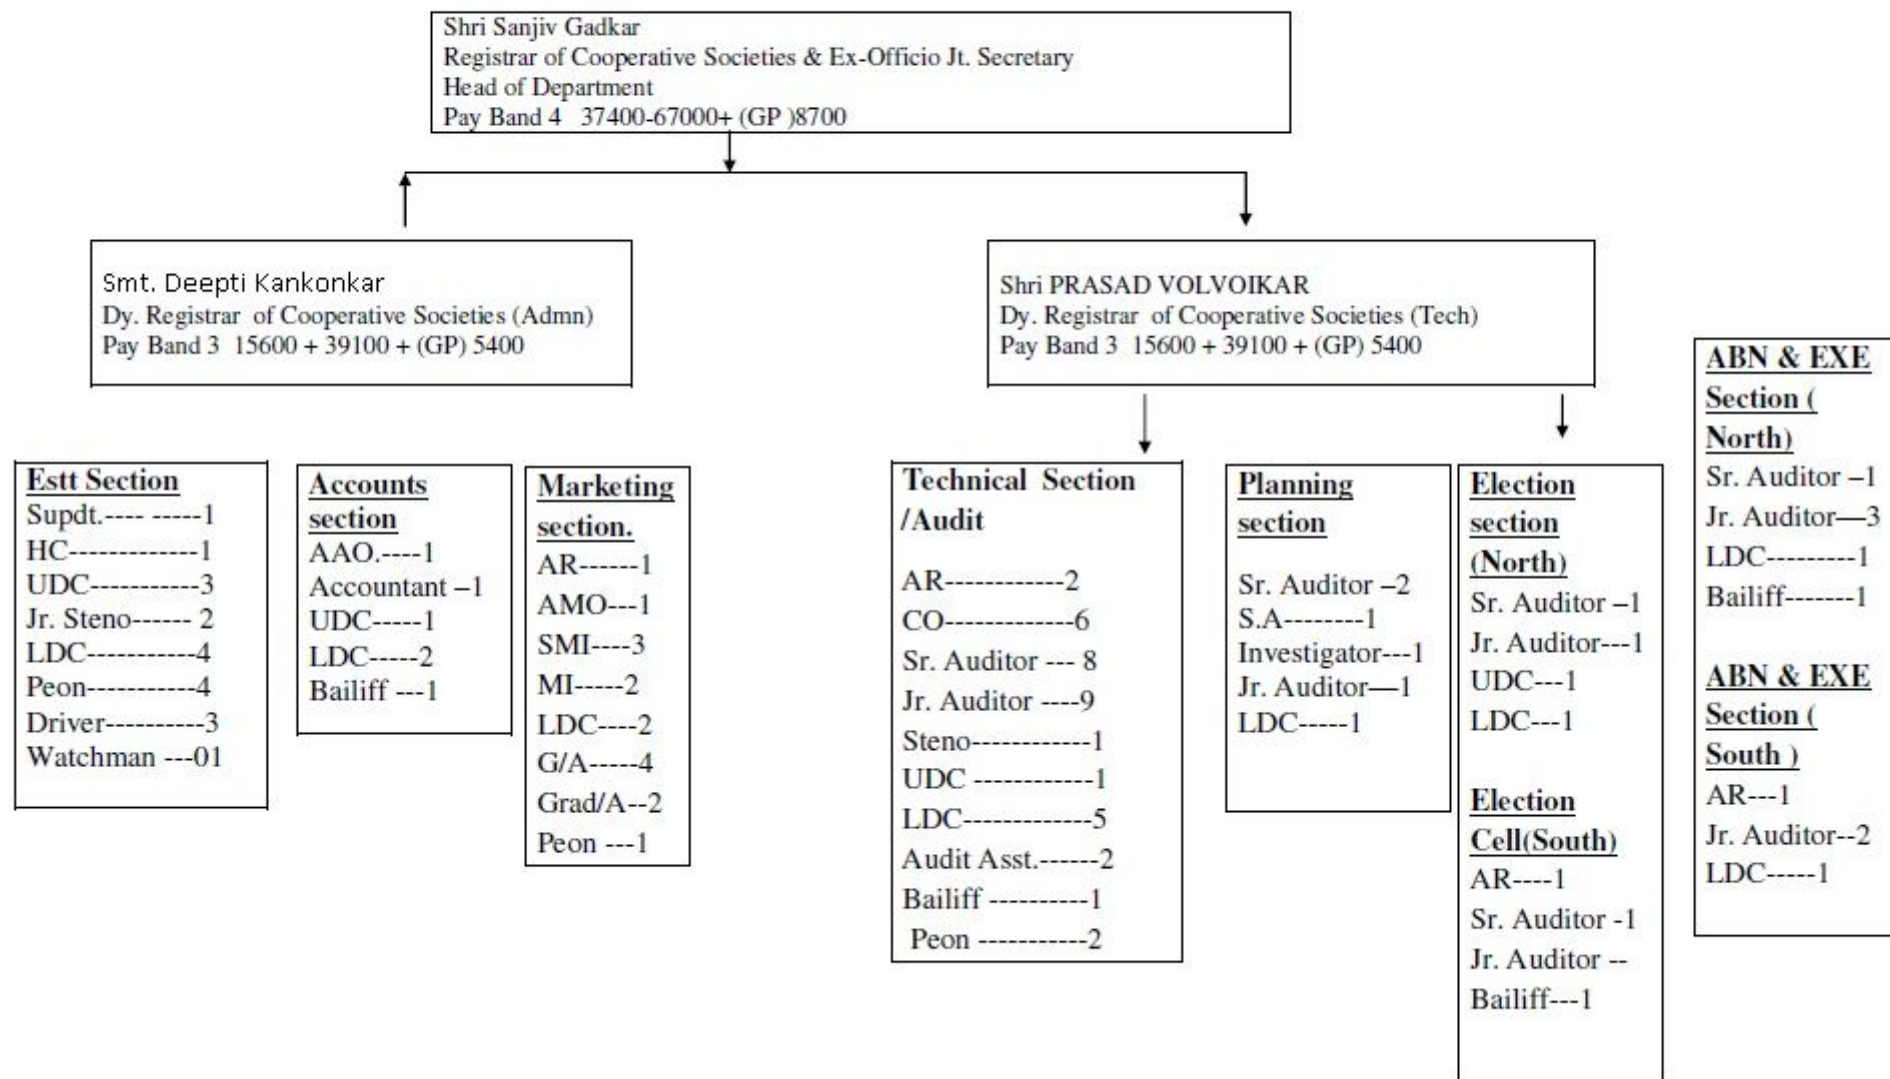 Shri Sanjiv Gadkar
Registrar of Cooperative Societies & Ex-Officio Jt. Secretary
Head of Department
Pay Band 4 37400-67000+ (GP )8700
Smt. Deepti Kankonkar
Dy. Registrar of Cooperative Societies (Admn)
Pay Band 3 15600 + 39100 + (GP) 5400
Shri PRASAD VOLVOIKAR
Dy. Registrar of Cooperative Societies (Tech)
Pay Band 3 15600 + 39100 + (GP) 5400
Estt Section
Supdt.---- -----1
HC-------------1
UDC-----------3
Jr. Steno------ 2
LDC-----------4
Peon-----------4
Driver----------3
Watchman ---01
Accounts
section
AAO.----1
Accountant –1
UDC-----1
LDC-----2
Bailiff ---1
Marketing
section.
AR------1
AMO---1
SMI----3
MI-----2
LDC----2
G/A-----4
Grad/A--2
Peon ---1
Technical Section
/Audit
AR------------2
CO-------------6
Sr. Auditor --- 8
Jr. Auditor ----9
Steno------------1
UDC ------------1
LDC-------------5
Audit Asst.------2
Bailiff ----------1
Peon -----------2
Planning
section
Sr. Auditor –2
S.A--------1
Investigator---1
Jr. Auditor—1
LDC-----1
Election
section
(North)
Sr. Auditor –1
Jr. Auditor---1
UDC---1
LDC---1
Election
Cell(South)
AR----1
Sr. Auditor -1
Jr. Auditor --
Bailiff---1
ABN & EXE
Section (
North)
Sr. Auditor –1
Jr. Auditor—3
LDC---------1
Bailiff-------1
ABN & EXE
Section (
South )
AR---1
Jr. Auditor--2
LDC-----1